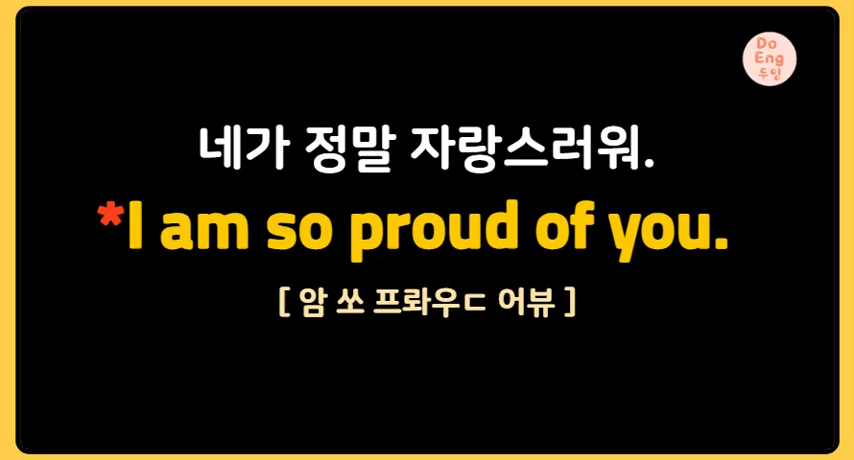 Do
Eng
두잉
네가 정말 자랑스러워.
*I am so proud of you.
[ 암 쏘 프롸우ㄷ 어뷰 ]